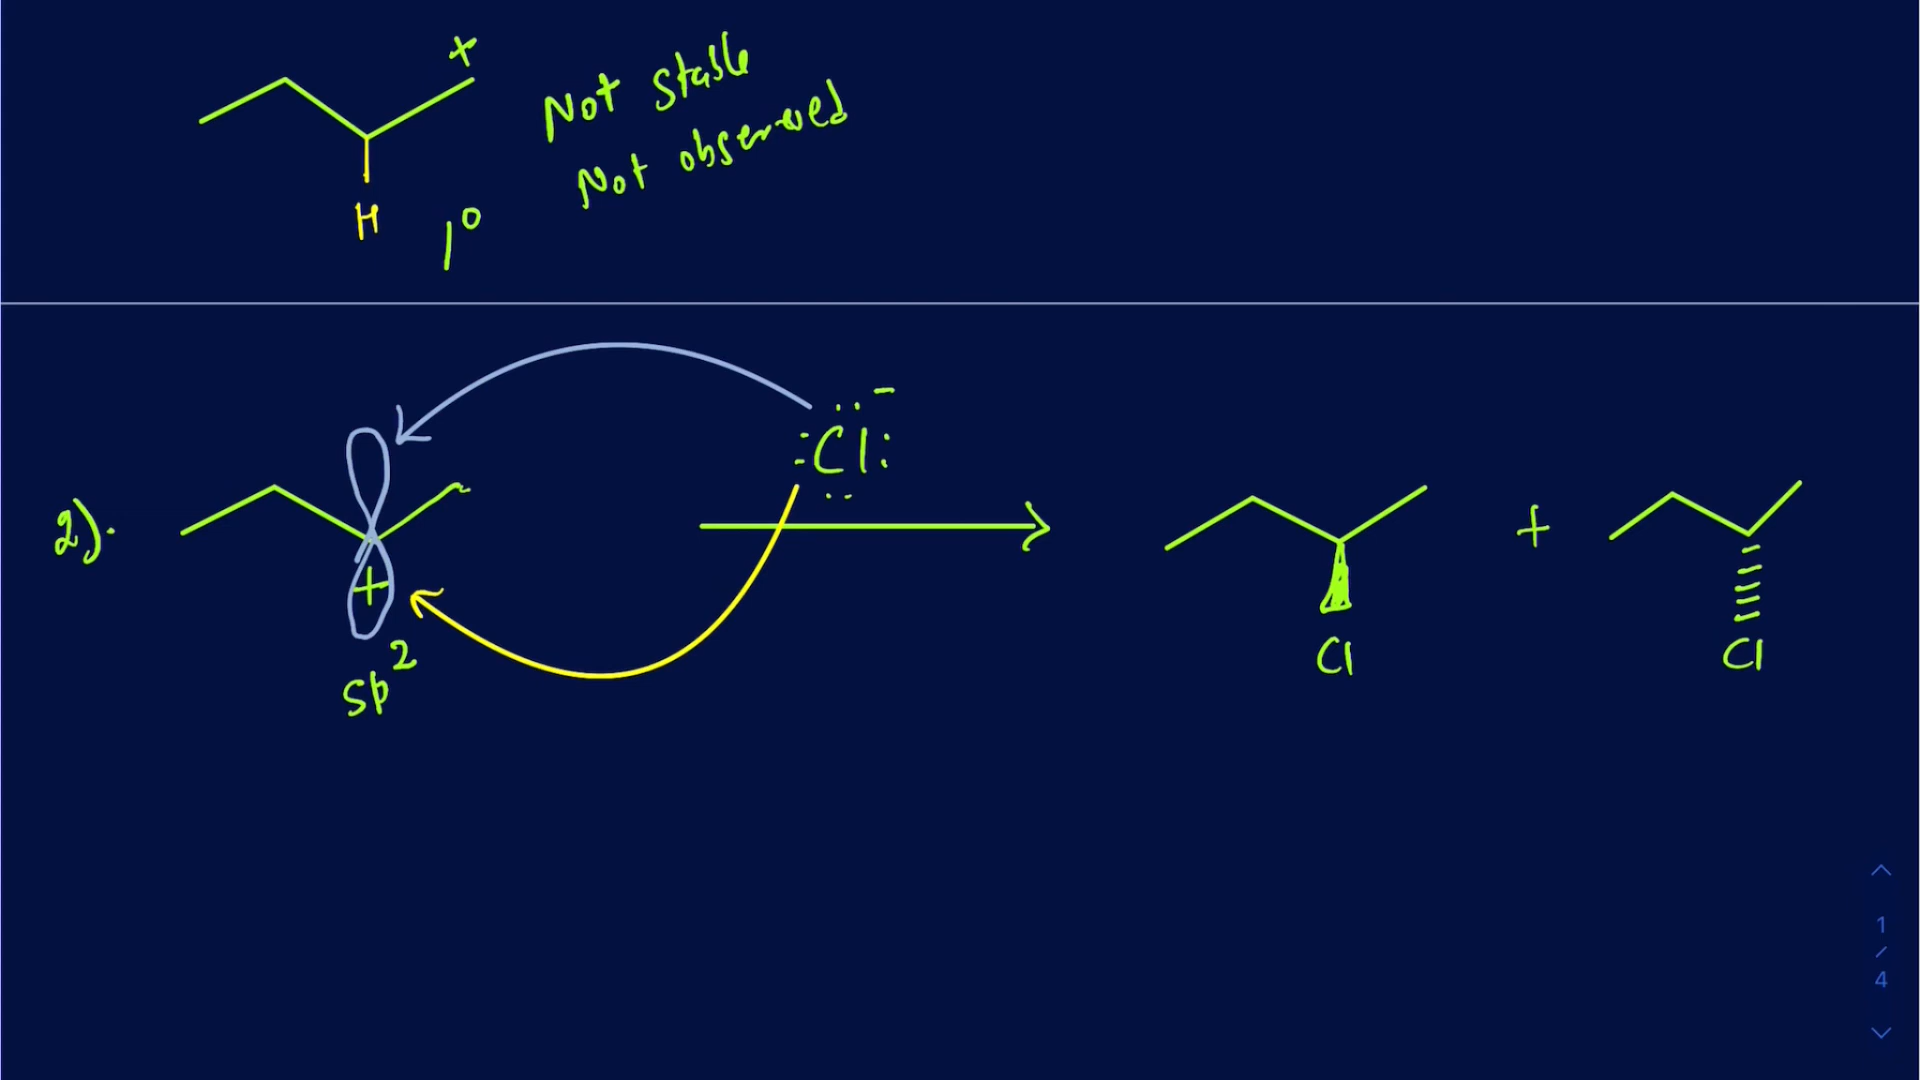 +
Not stable
Not observed
H
1°
2).
:Cl:
-
+
sp²
+
Cl
Cl
1
/
4